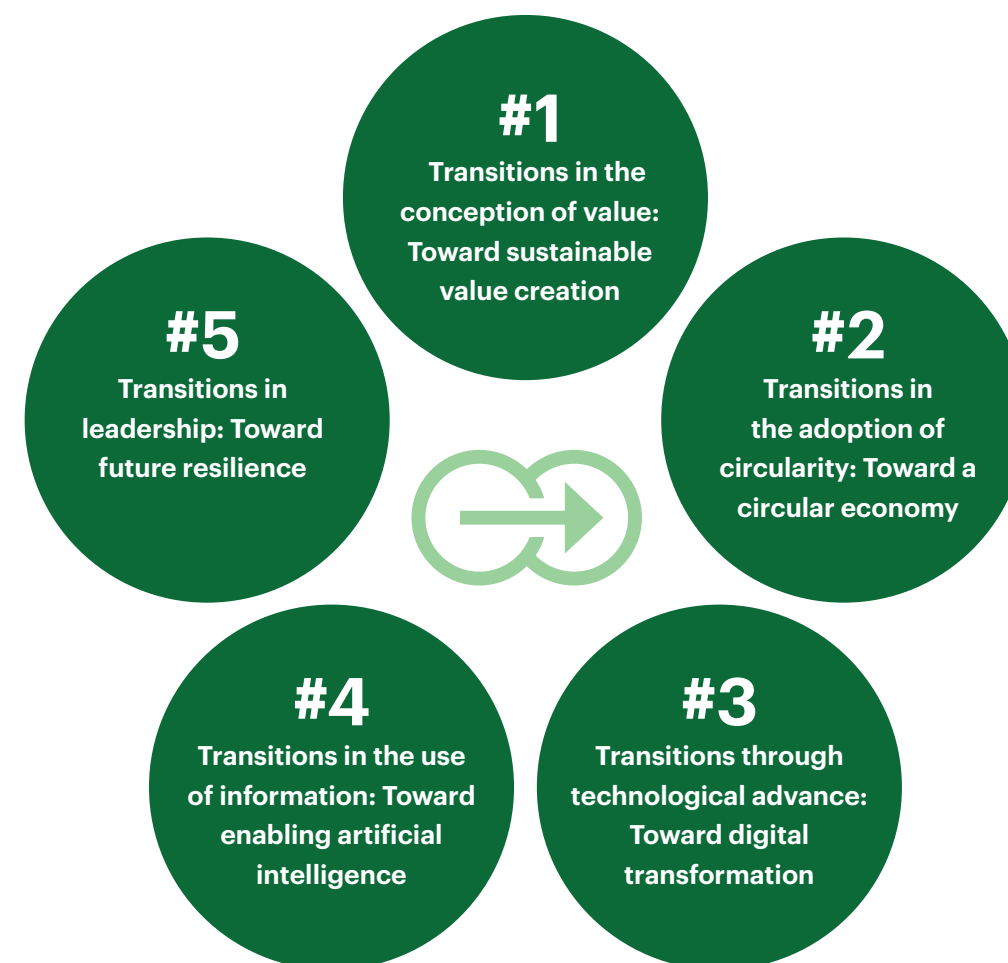 #1
Transitions in the
conception of value:
Toward sustainable
value creation
#2
Transitions in
the adoption of
circularity: Toward a
circular economy
#3
Transitions through
technological advance:
Toward digital
transformation
#4
Transitions in the use
of information: Toward
enabling artificial
intelligence
#5
Transitions in
leadership: Toward
future resilience